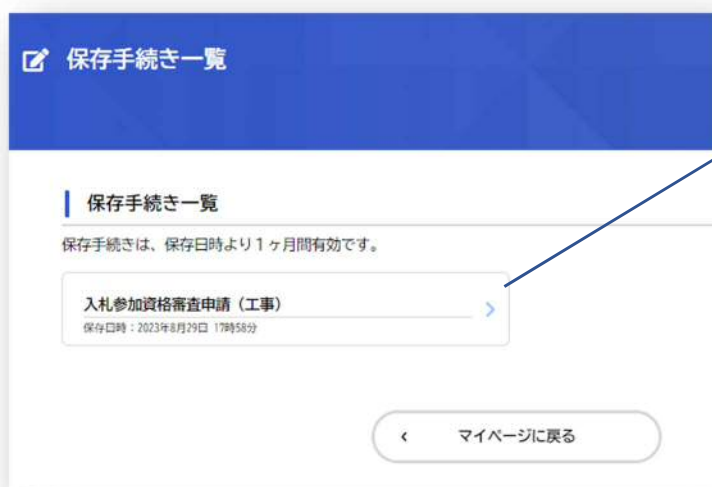 保存手続き一覧
保存手続き一覧
保存手続きは、保存日時より１ヶ月間有効です。
入札参加資格審査申請（工事）
保存日時：2023年8月29日 17時58分
マイページに戻る